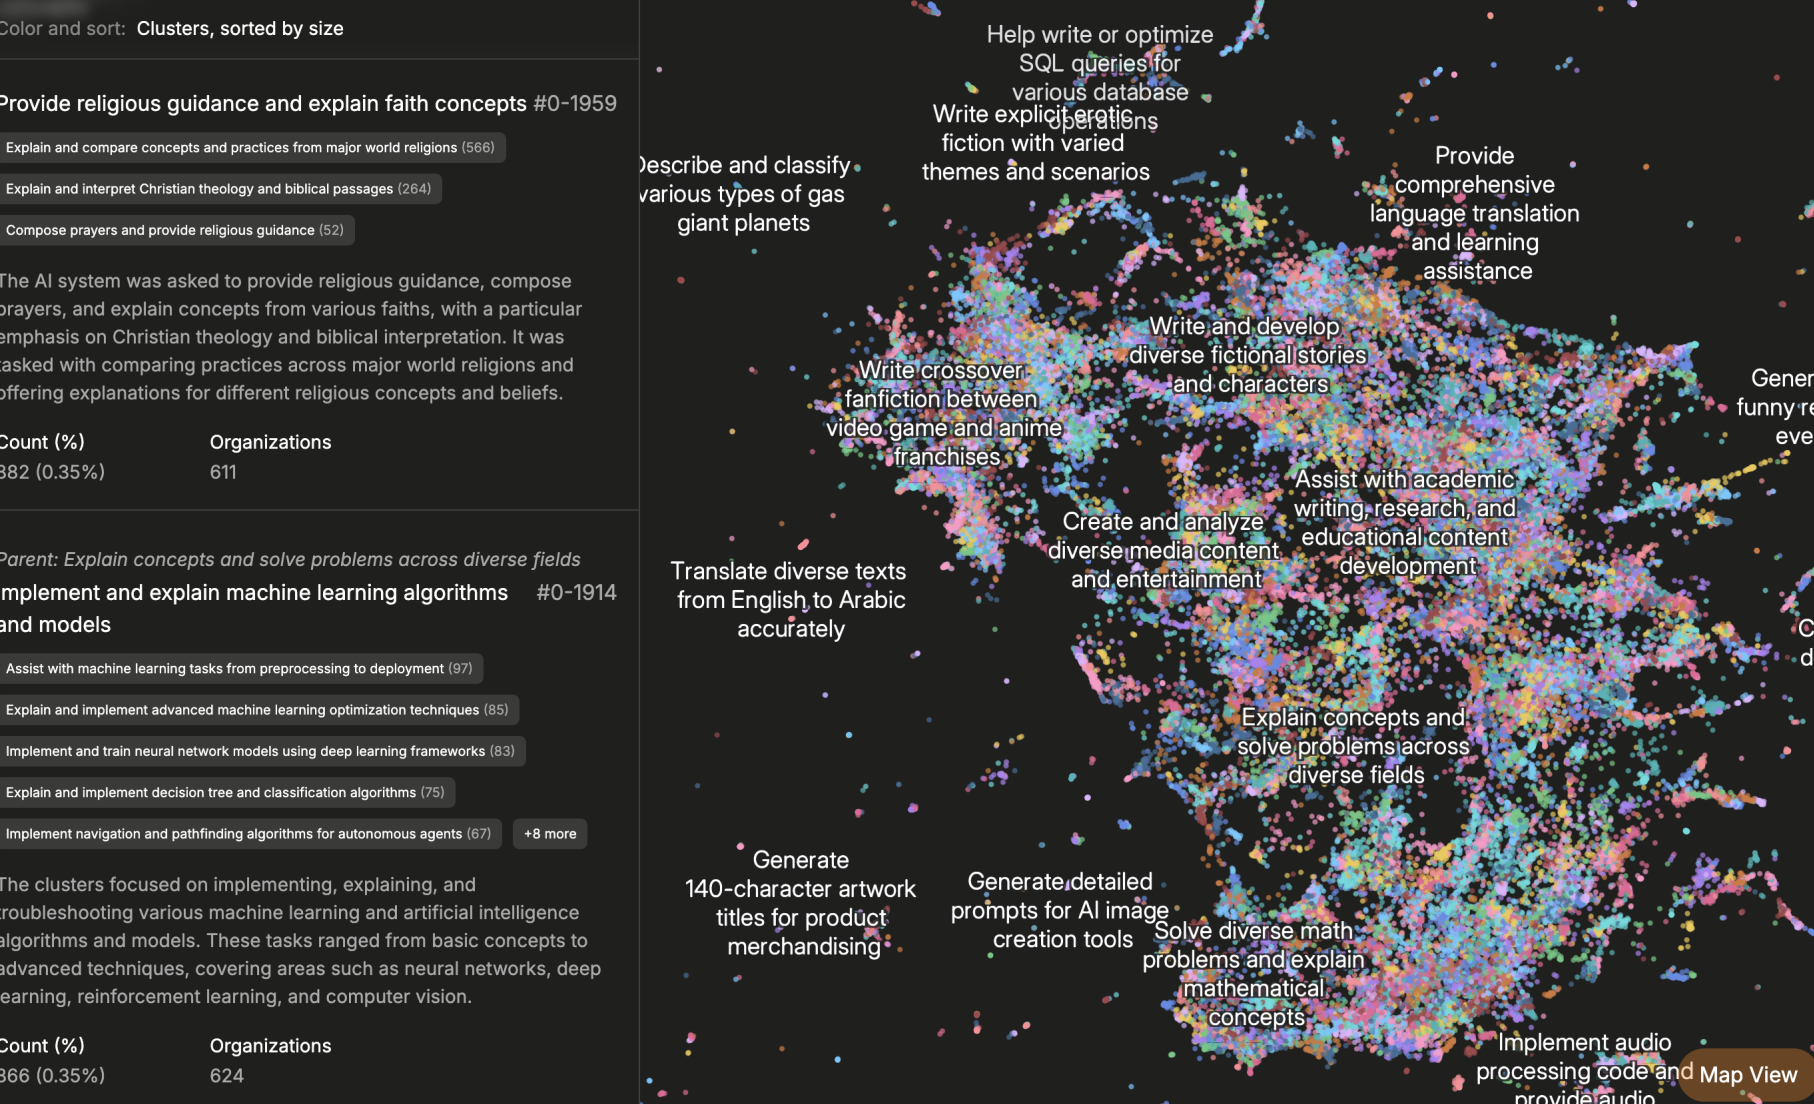 Color and sort: Clusters, sorted by size
Provide religious guidance and explain faith concepts #0-1959
Explain and compare concepts and practices from major world religions (566)
Explain and interpret Christian theology and biblical passages (264)
Compose prayers and provide religious guidance (52)
The AI system was asked to provide religious guidance, compose
prayers, and explain concepts from various faiths, with a particular
emphasis on Christian theology and biblical interpretation. It was
tasked with comparing practices across major world religions and
offering explanations for different religious concepts and beliefs.
Count (%) Organizations
882 (0.35%) 611
Parent: Explain concepts and solve problems across diverse fields
Implement and explain machine learning algorithms #0-1914
and models
Assist with machine learning tasks from preprocessing to deployment (97)
Explain and implement advanced machine learning optimization techniques (85)
Implement and train neural network models using deep learning frameworks (83)
Explain and implement decision tree and classification algorithms (75)
Implement navigation and pathfinding algorithms for autonomous agents (67) +8 more
The clusters focused on implementing, explaining, and
troubleshooting various machine learning and artificial intelligence
algorithms and models. These tasks ranged from basic concepts to
advanced techniques, covering areas such as neural networks, deep
learning, reinforcement learning, and computer vision.
Count (%) Organizations
866 (0.35%) 624
Help write or optimize
SQL queries for
various database
operations
Write explicit erotic
fiction with varied
themes and scenarios
Describe and classify
various types of gas
giant planets
Provide
comprehensive
language translation
and learning
assistance
Write and develop
diverse fictional stories
and characters
Write crossover
fanfiction between
video game and anime
franchises
Gener
funny re
eve
Assist with academic
writing, research, and
educational content
development
Create and analyze
diverse media content
and entertainment
Translate diverse texts
from English to Arabic
accurately
C
d
Explain concepts and
solve problems across
diverse fields
Generate
140-character artwork
titles for product
merchandising
Generate detailed
prompts for AI image
creation tools
Solve diverse math
problems and explain
mathematical
concepts
Implement audio
processing code and
provide audio
Map View